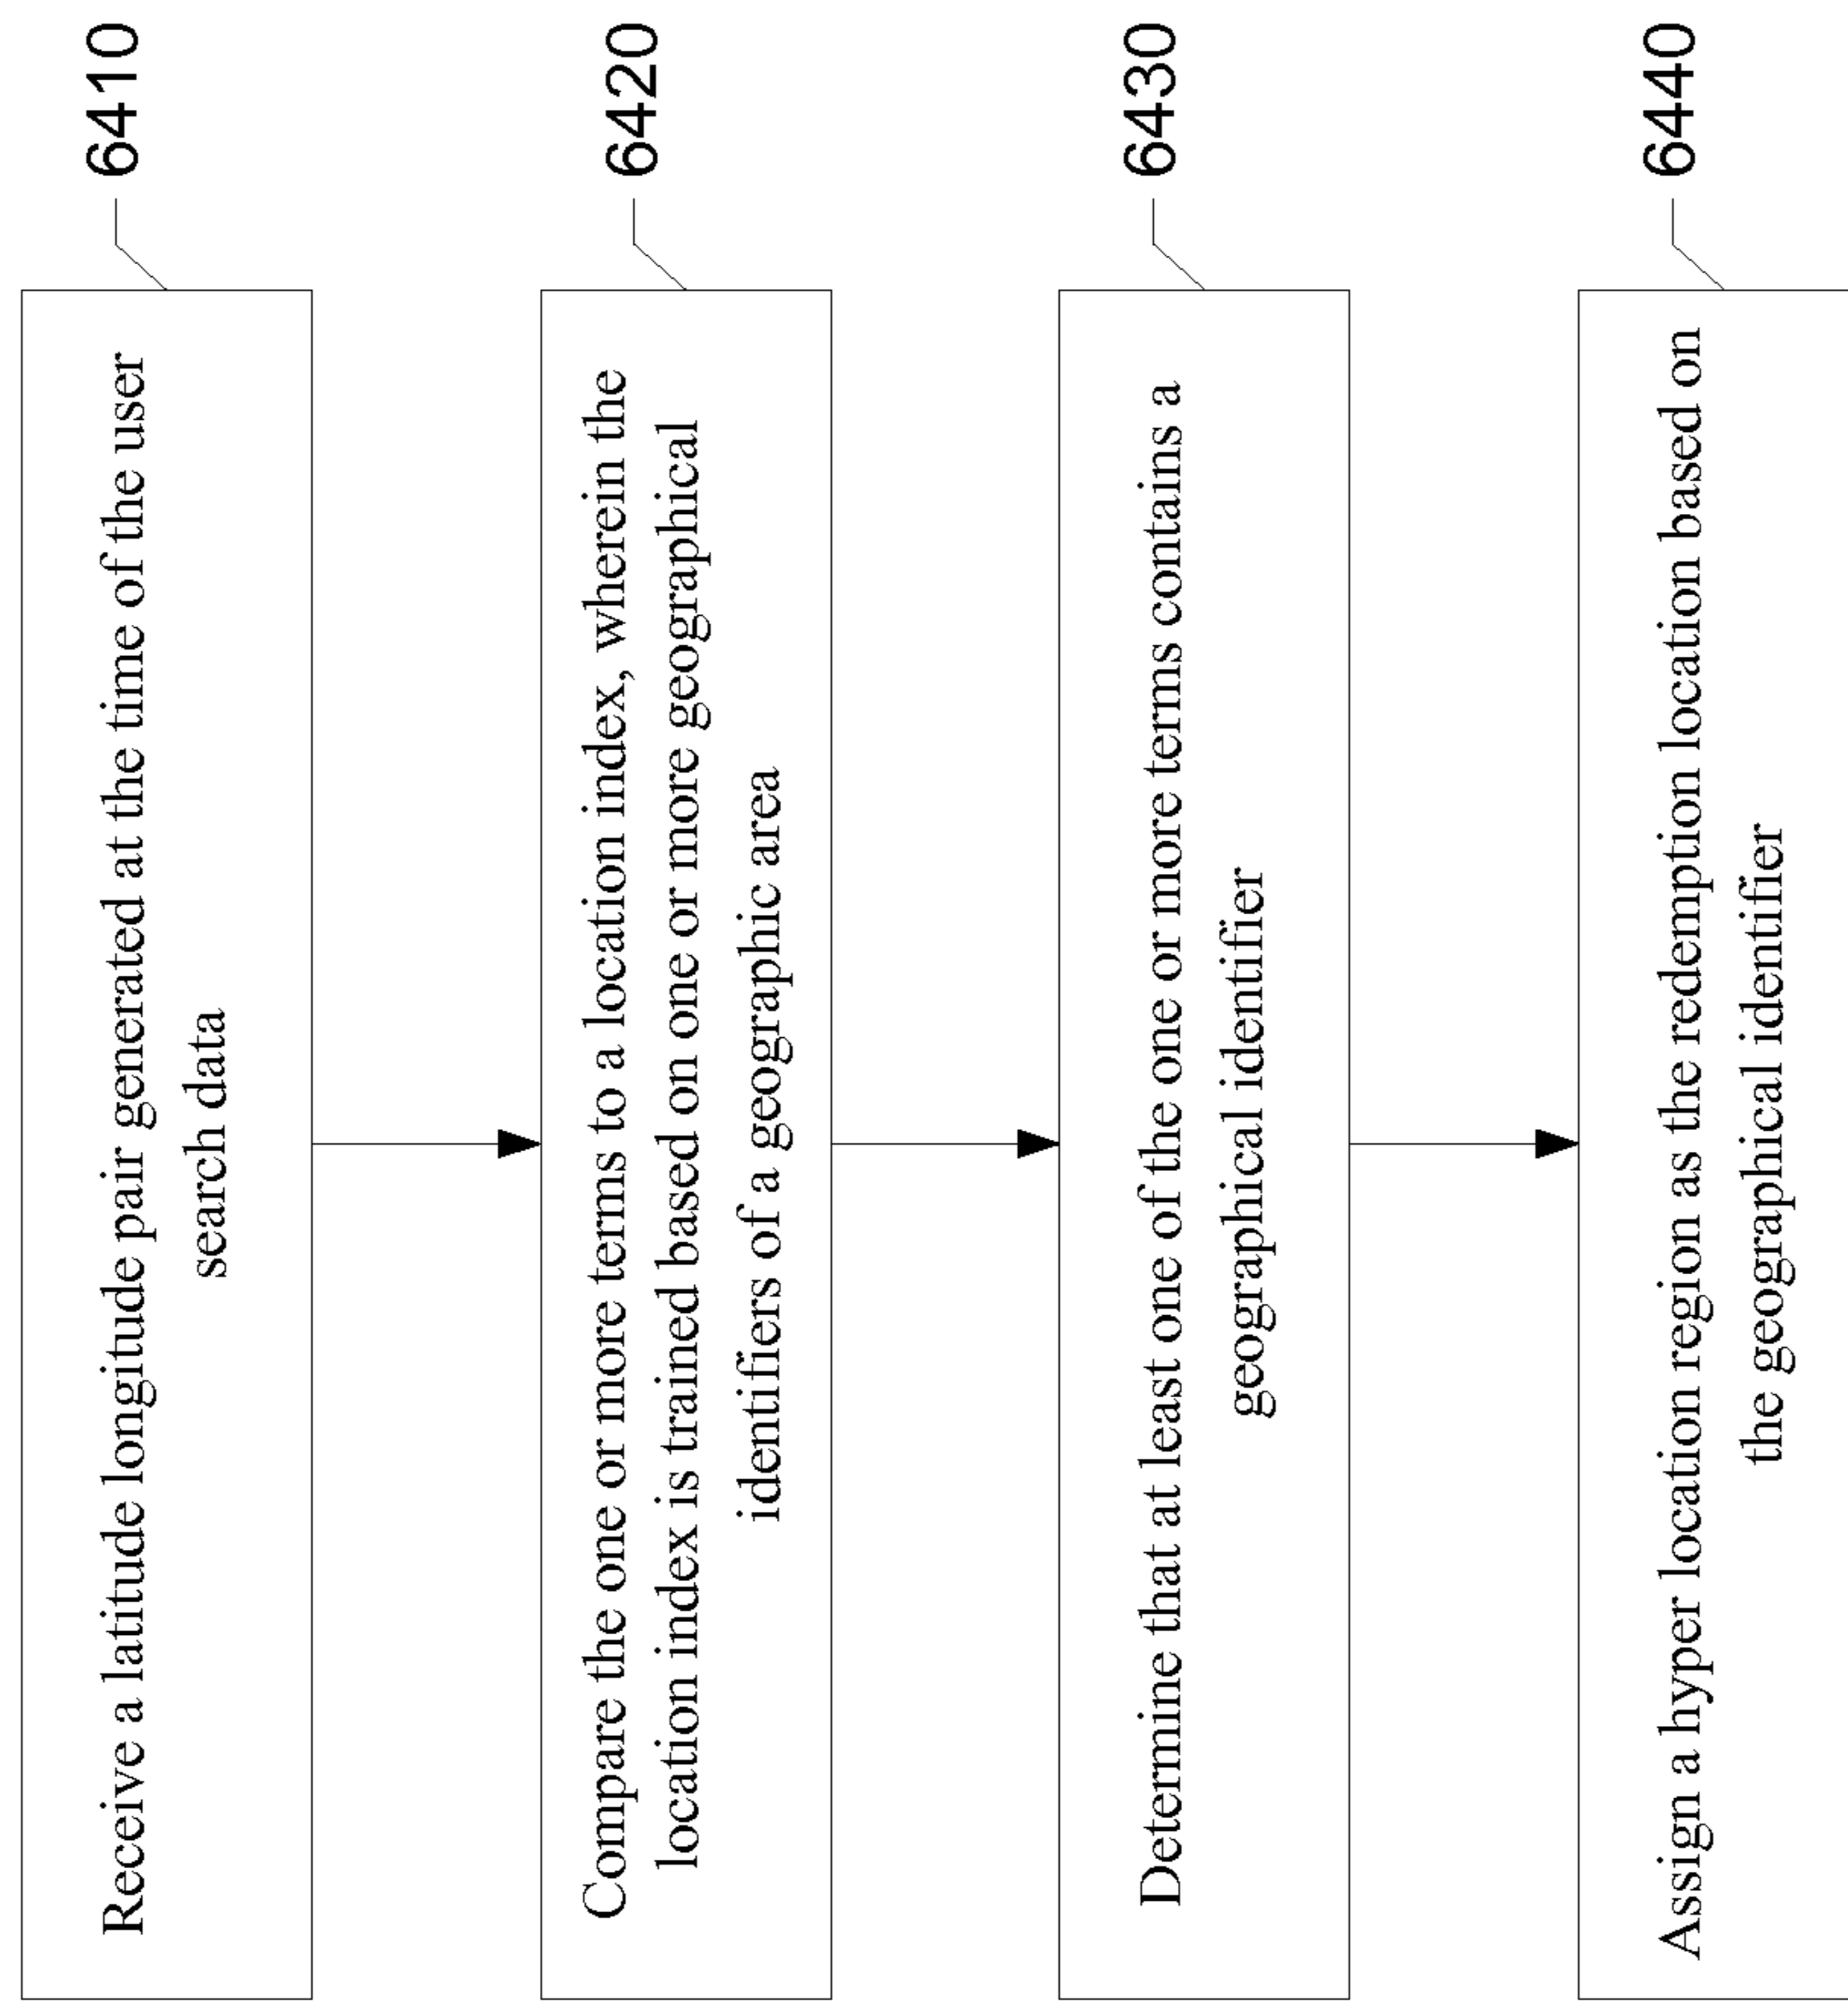 Receive a latitude longitude pair generated at the time of the user
search data
6410
Compare the one or more terms to a location index, wherein the
location index is trained based on one or more geographical
identifiers of a geographic area
6420
Determine that at least one of the one or more terms contains a
geographical identifier
6430
Assign a hyper location region as the redemption location based on
the geographical identifier
6440